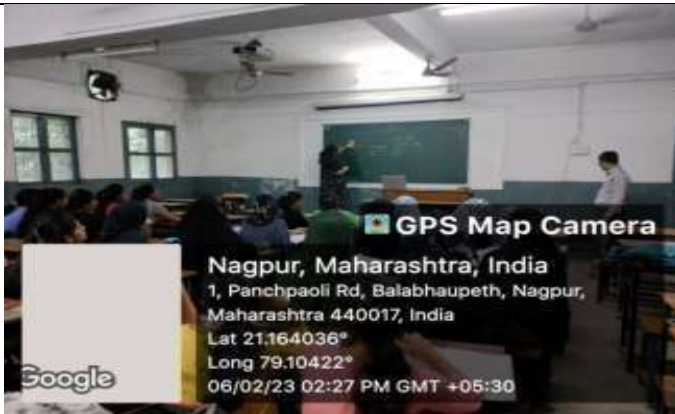 GPS Map Camera
Nagpur, Maharashtra, India
1, Panchpaoli Rd, Balabhaupeth, Nagpur,
Maharashtra 440017, India
Lat 21.164036°
Long 79.10422°
06/02/23 02:27 PM GMT +05:30
Google